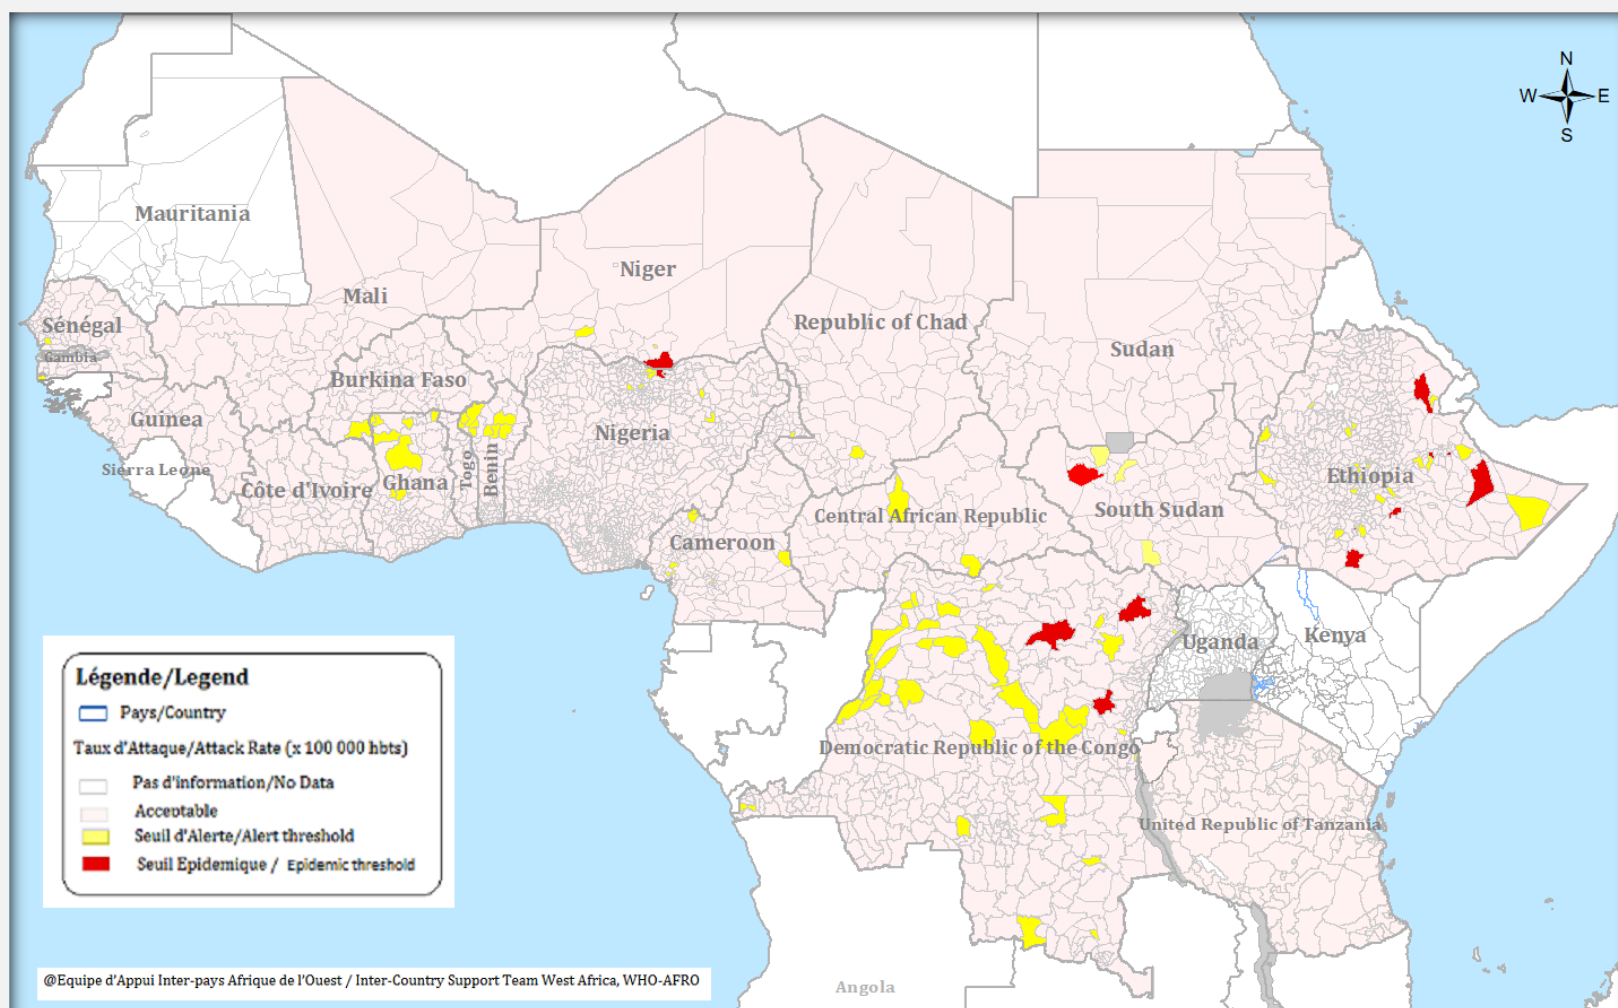 N
W E
S
Mauritania
Niger
Mali
Sénégal
Republic of Chad
Sudan
Gambia
Burkina Faso
Guinea
Nigeria
Sierra Leone
Côte d'Ivoire
Ghana
Togo
Benin
Ethiopia
Central African Republic
South Sudan
Cameroon
Uganda
Kenya
Democratic Republic of the Congo
United Republic of Tanzania
Angola
Légende/Legend
Pays/Country
Taux d'Attaque/Attack Rate (x 100 000 hbts)
Pas d'information/No Data
Acceptable
Seuil d'Alerte/Alert threshold
Seuil Epidemique / Epidemic threshold
@Equipe d'Appui Inter-pays Afrique de l'Ouest / Inter-Country Support Team West Africa, WHO-AFRO